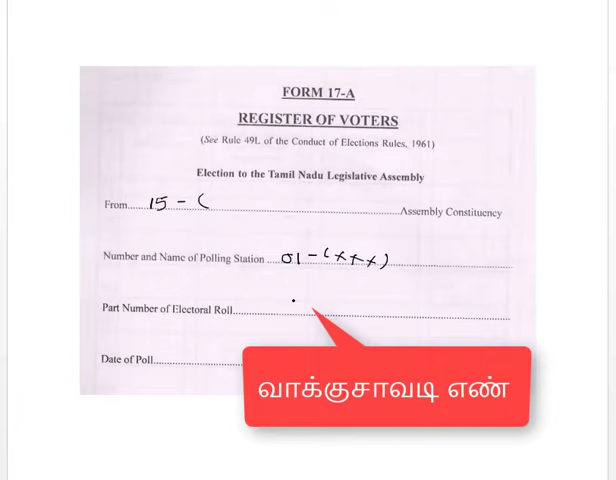 FORM 17-A
REGISTER OF VOTERS
(See Rule 49L of the Conduct of Elections Rules, 1961)
Election to the Tamil Nadu Legislative Assembly
From 15 - ( Assembly Constituency
Number and Name of Polling Station 01 - (xxx)
Part Number of Electoral Roll
Date of Poll
வாக்குசாவடி எண்